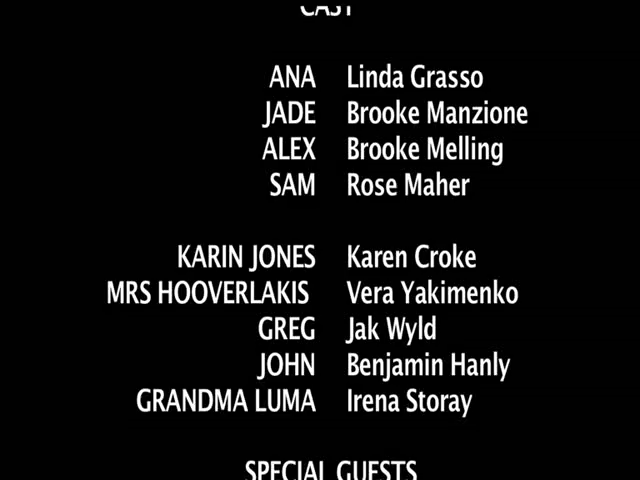 CAST
ANA Linda Grasso
JADE Brooke Manzione
ALEX Brooke Melling
SAM Rose Maher
KARIN JONES Karen Croke
MRS HOOVERLAKIS Vera Yakimenko
GREG Jak Wyld
JOHN Benjamin Hanly
GRANDMA LUMA Irena Storay
SPECIAL GUESTS